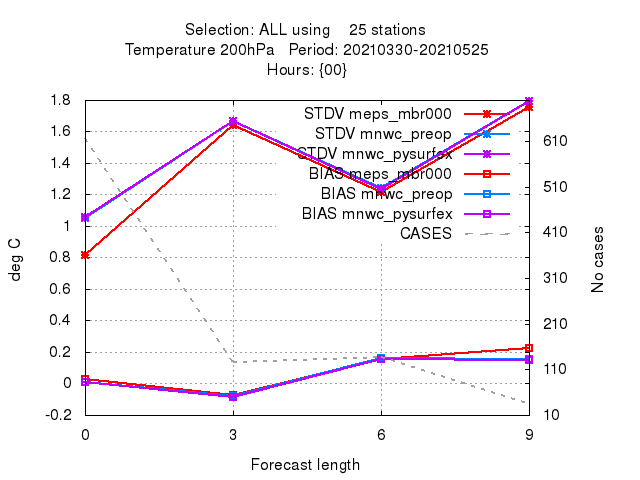 Selection: ALL using 25 stations
Temperature 200hPa Period: 20210330-20210525
Hours: {00}
1.8
1.6
1.4
1.2
1
0.8
0.6
0.4
0.2
0
-0.2
deg C
STDV meps_mbr000
STDV mnwc_preop
STDV mnwc_pysurfex
BIAS meps_mbr000
BIAS mnwc_preop
BIAS mnwc_pysurfex
CASES
610
510
410
310
210
110
10
No cases
0 3 6 9
Forecast length